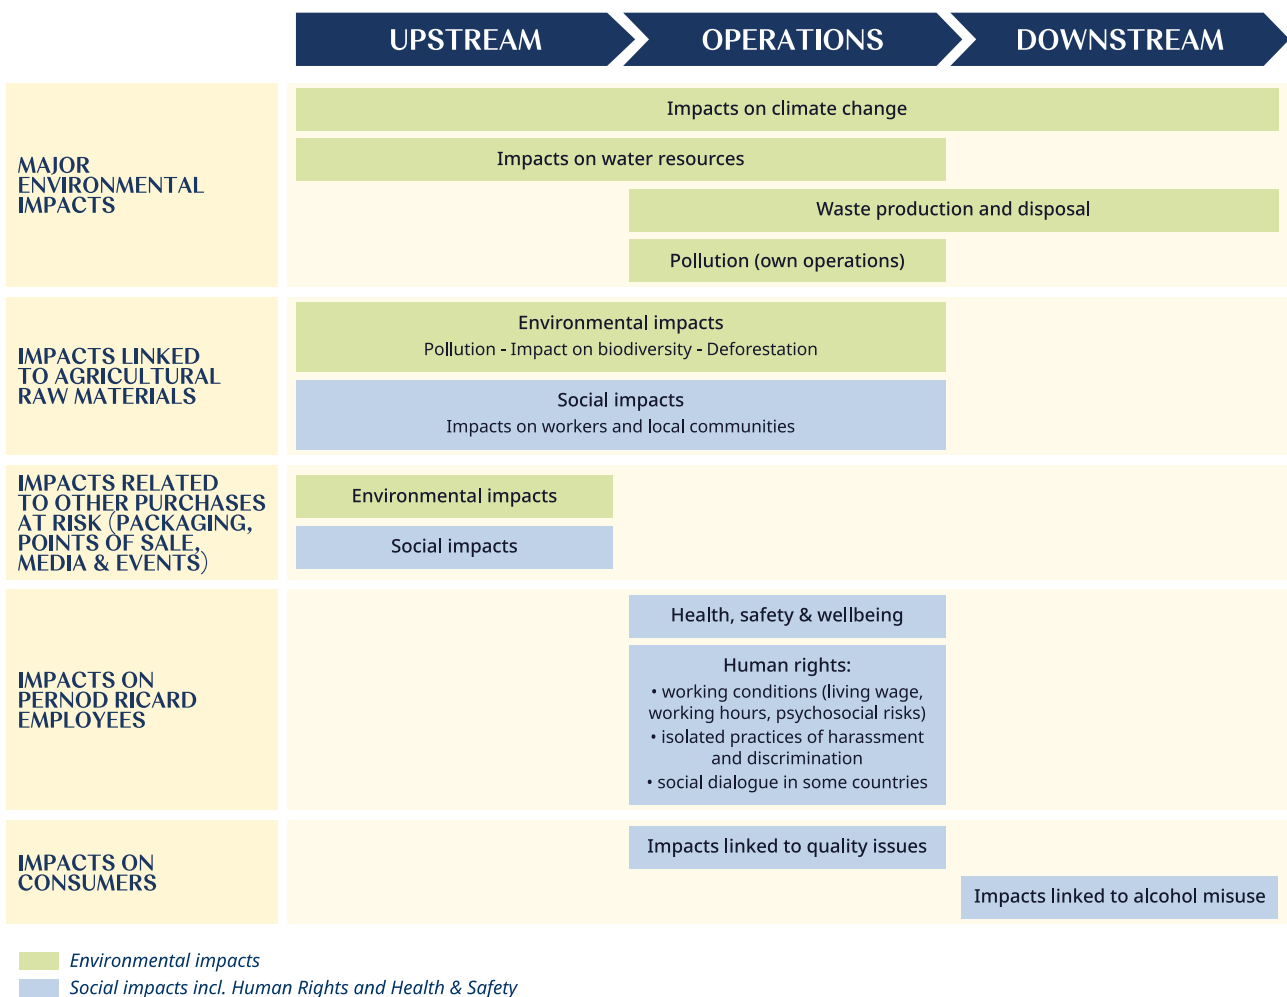 UPSTREAM
OPERATIONS
DOWNSTREAM
MAJOR
ENVIRONMENTAL
IMPACTS
Impacts on climate change
Impacts on water resources
Waste production and disposal
Pollution (own operations)
IMPACTS LINKED
TO AGRICULTURAL
RAW MATERIALS
Environmental impacts
Pollution - Impact on biodiversity - Deforestation
Social impacts
Impacts on workers and local communities
IMPACTS RELATED
TO OTHER PURCHASES
AT RISK (PACKAGING,
POINTS OF SALE,
MEDIA & EVENTS)
Environmental impacts
Social impacts
IMPACTS ON
PERNOD RICARD
EMPLOYEES
Health, safety & wellbeing
Human rights:
• working conditions (living wage,
working hours, psychosocial risks)
• isolated practices of harassment
and discrimination
• social dialogue in some countries
IMPACTS ON
CONSUMERS
Impacts linked to quality issues
Impacts linked to alcohol misuse
Environmental impacts
Social impacts incl. Human Rights and Health & Safety